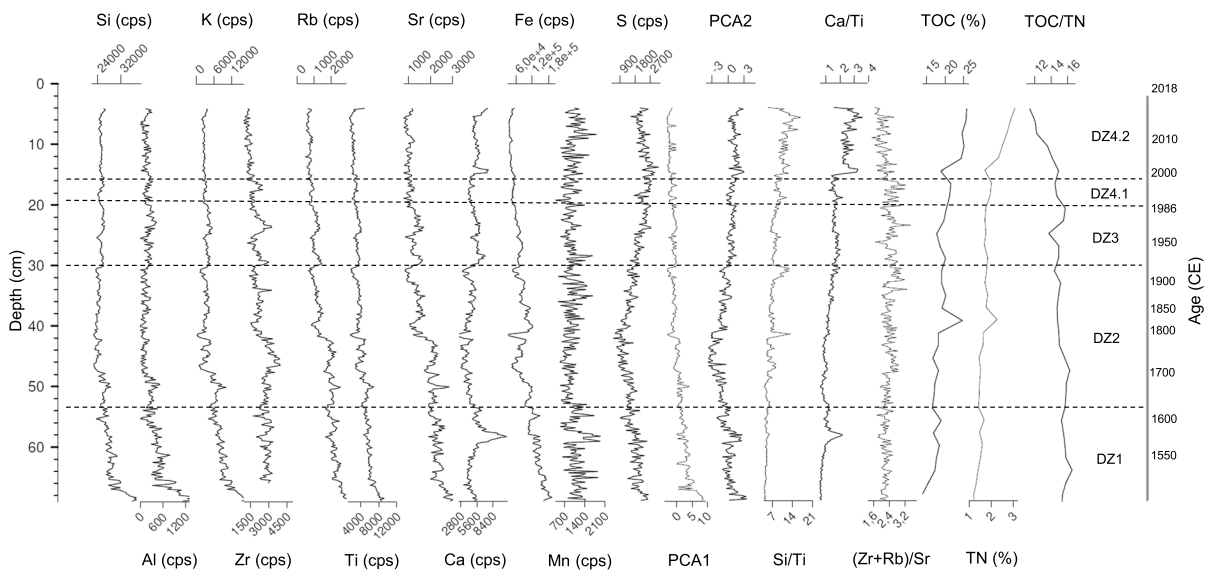 Si (cps) K (cps) Rb (cps) Sr (cps) Fe (cps) S (cps) PCA2 Ca/Ti TOC (%) TOC/TN
24000 32000 0 6000 12000 0 1000 2000 1000 2000 3000 6.0e+4 1.2e+5 1.8e+5 900 1800 2700 -3 0 3 1 2 3 4 15 20 25 12 14 16
0 2018
DZ4.2
10 2010
2000
DZ4.1
20 1986
DZ3
1950
30
1900
1850
40 1800
DZ2
1700
50
1600
60
DZ1
1550
Depth (cm)
Age (CE)
0 600 1200 1500 3000 4500 4000 8000 12000 2800 5600 8400 700 1400 2100 0 5 10 7 14 21 1,6 2,4 3,2 1 2 3
Al (cps) Zr (cps) Ti (cps) Ca (cps) Mn (cps) PCA1 Si/Ti (Zr+Rb)/Sr TN (%)